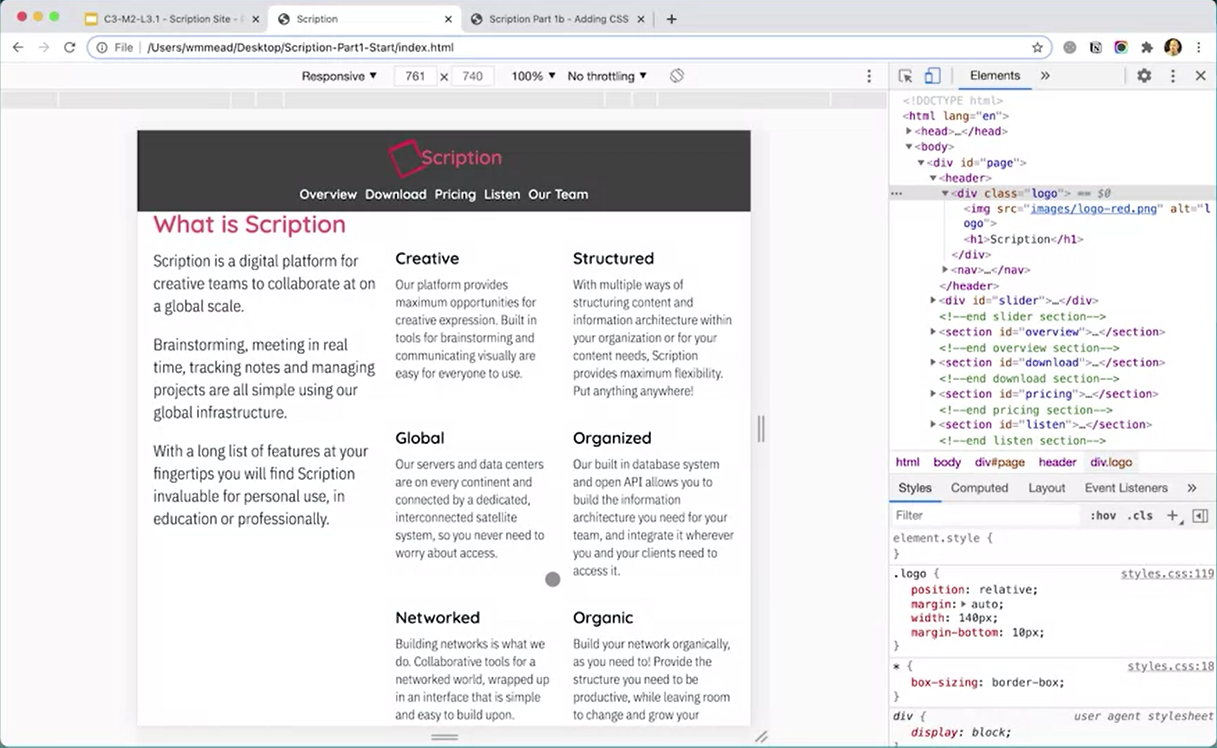 C3-M2-L3.1 - Scription Site -
Scription
Scription Part 1b - Adding CSS
File /Users/wmmead/Desktop/Scription-Part1-Start/index.html
Responsive 761 × 740 100% No throttling
Elements
Scription
Overview Download Pricing Listen Our Team
What is Scription
Scription is a digital platform for
creative teams to collaborate at on
a global scale.
Brainstorming, meeting in real
time, tracking notes and managing
projects are all simple using our
global infrastructure.
With a long list of features at your
fingertips you will find Scription
invaluable for personal use, in
education or professionally.
Creative
Our platform provides
maximum opportunities for
creative expression. Built in
tools for brainstorming and
communicating visually are
easy for everyone to use.
Structured
With multiple ways of
structuring content and
information architecture within
your organization or for your
content needs, Scription
provides maximum flexibility.
Put anything anywhere!
Global
Our servers and data centers
are on every continent and
connected by a dedicated,
interconnected satellite
system, so you never need to
worry about access.
Organized
Our built in database system
and open API allows you to
build the information
architecture you need for your
team, and integrate it wherever
you and your clients need to
access it.
Networked
Building networks is what we
do. Collaborative tools for a
networked world, wrapped up
in an interface that is simple
and easy to build upon.
Organic
Build your network organically,
as you need to! Provide the
structure you need to be
productive, while leaving room
to change and grow your
<!DOCTYPE html>
<html lang="en">
<head>…</head>
<body>
<div id="page">
<header>
<div class="logo"> == $0
<img src="images/logo-red.png" alt="l
ogo">
<h1>Scription</h1>
</div>
<nav>…</nav>
</header>
<div id="slider">…</div>
<!--end slider section-->
<section id="overview">…</section>
<!--end overview section-->
<section id="download">…</section>
<!--end download section-->
<section id="pricing">…</section>
<!--end pricing section-->
<section id="listen">…</section>
<!--end listen section-->
html body div#page header div.logo
Styles Computed Layout Event Listeners
Filter :hov .cls +
element.style {
}
.logo { styles.css:119
position: relative;
margin: auto;
width: 140px;
margin-bottom: 10px;
}
* { styles.css:18
box-sizing: border-box;
}
div { user agent stylesheet
display: block;